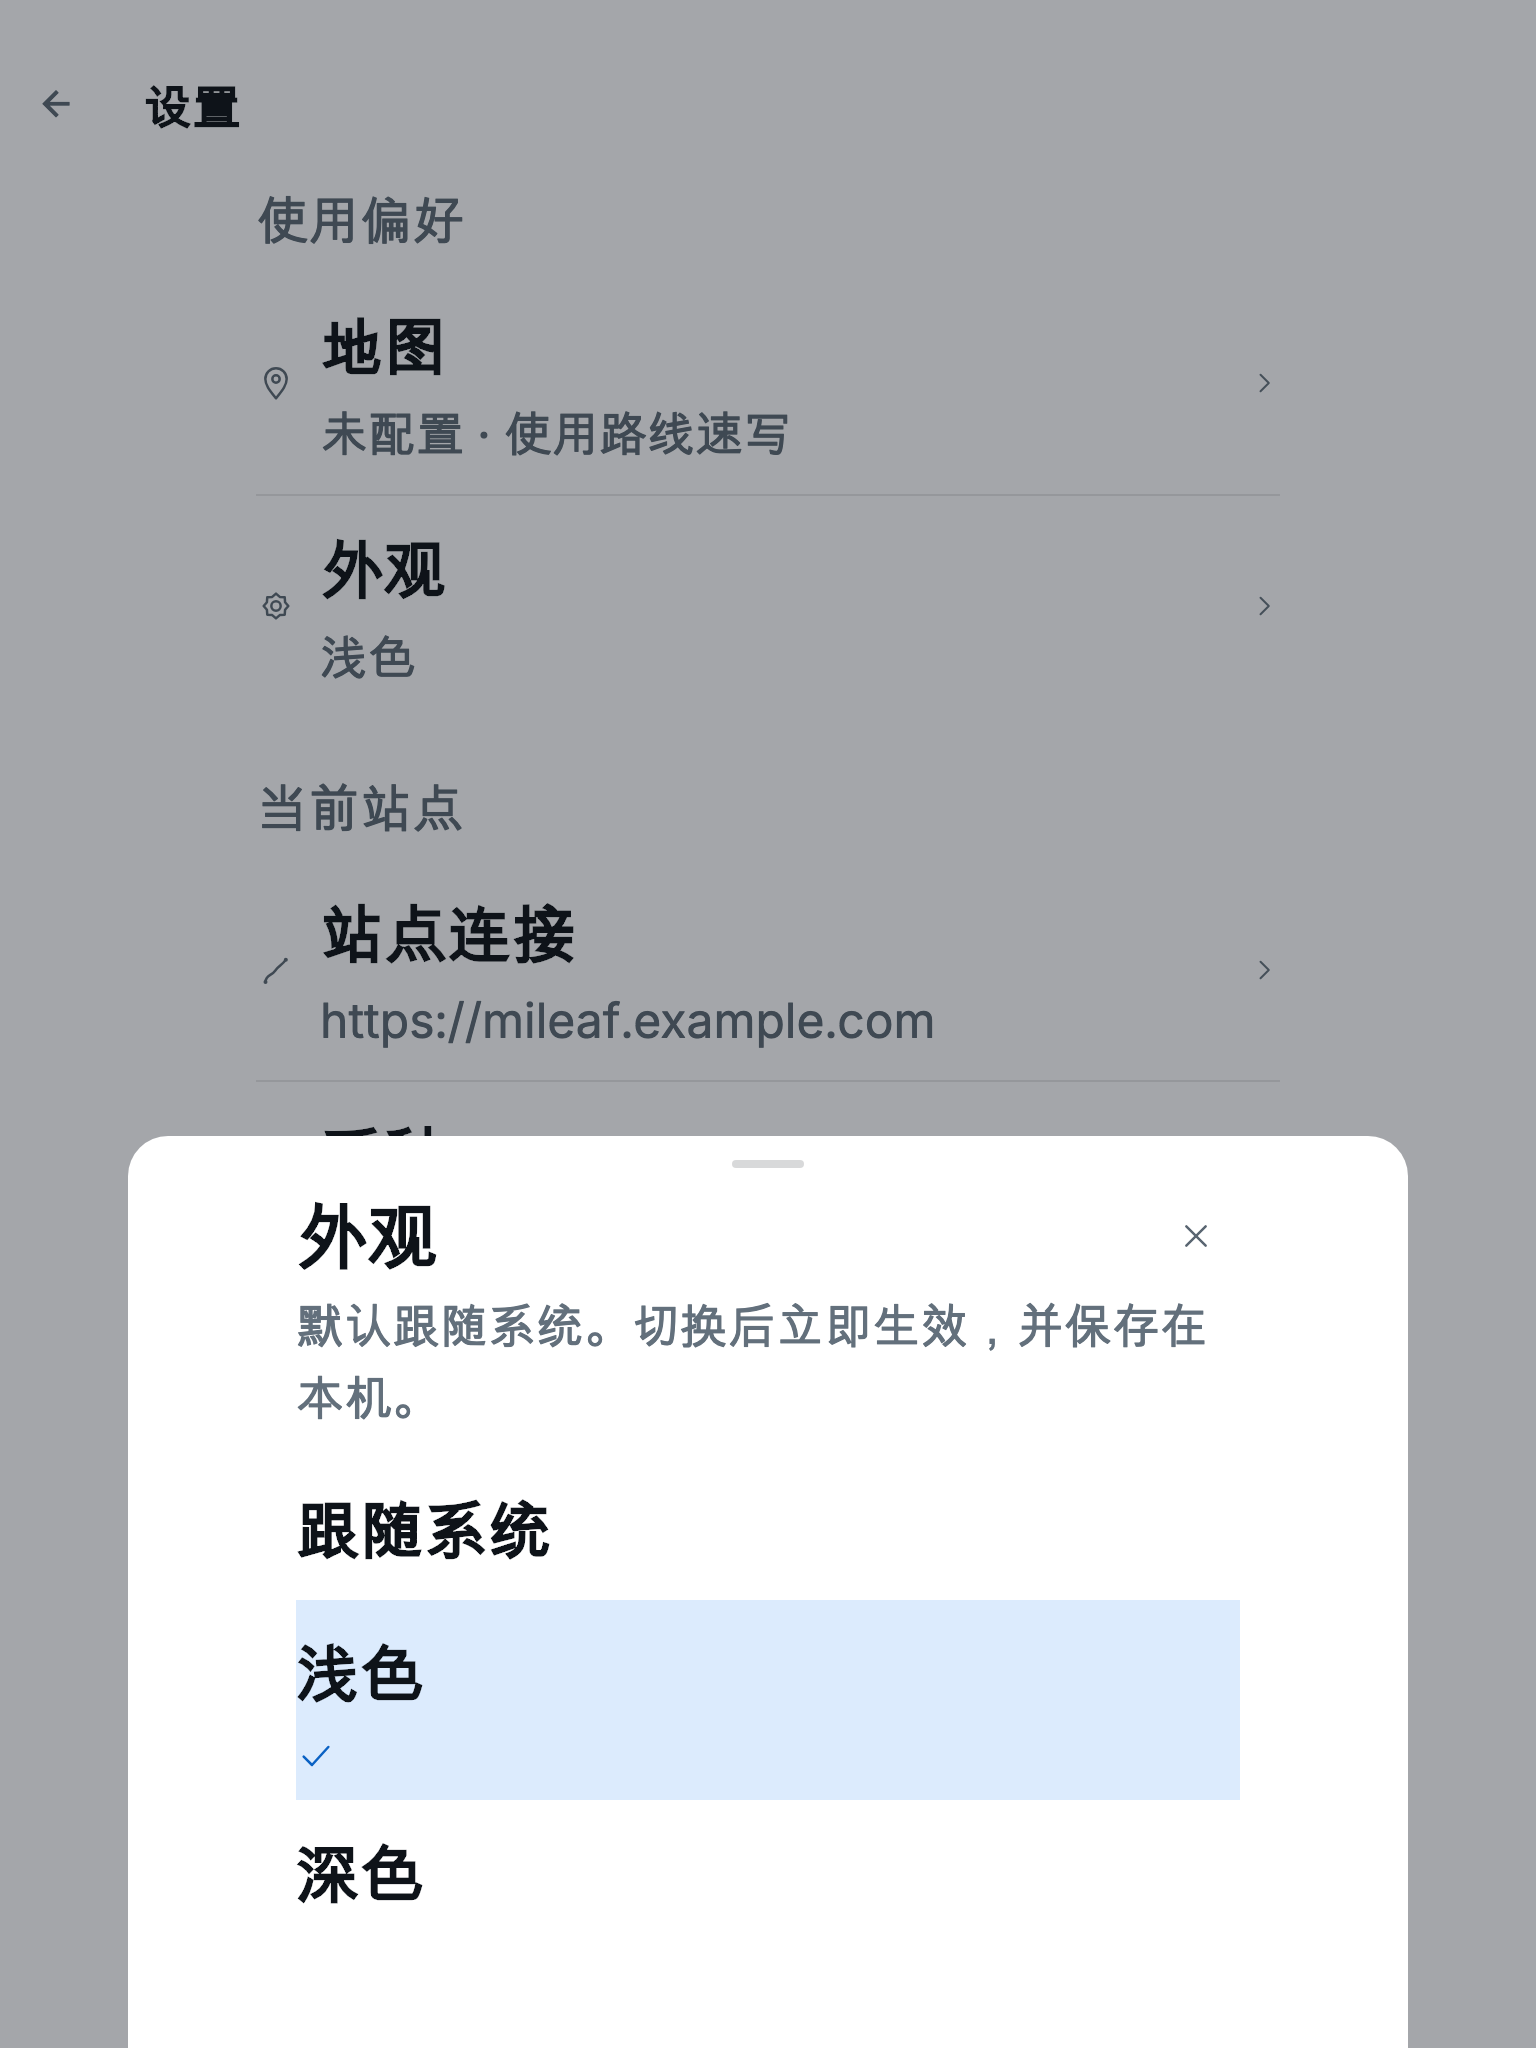 设置
使用偏好
地图
未配置 · 使用路线速写
外观
浅色
当前站点
站点连接
https://mileaf.example.com
外观
默认跟随系统。切换后立即生效，并保存在
本机。
跟随系统
浅色
深色